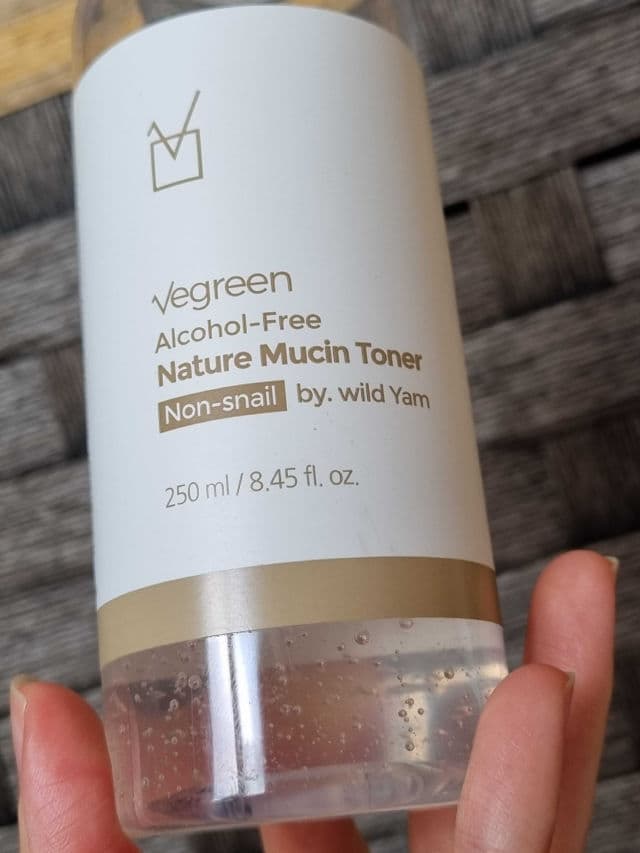 Vegreen
Alcohol-Free
Nature Mucin Toner
Non-snail by. wild Yam
250 ml / 8.45 fl. oz.